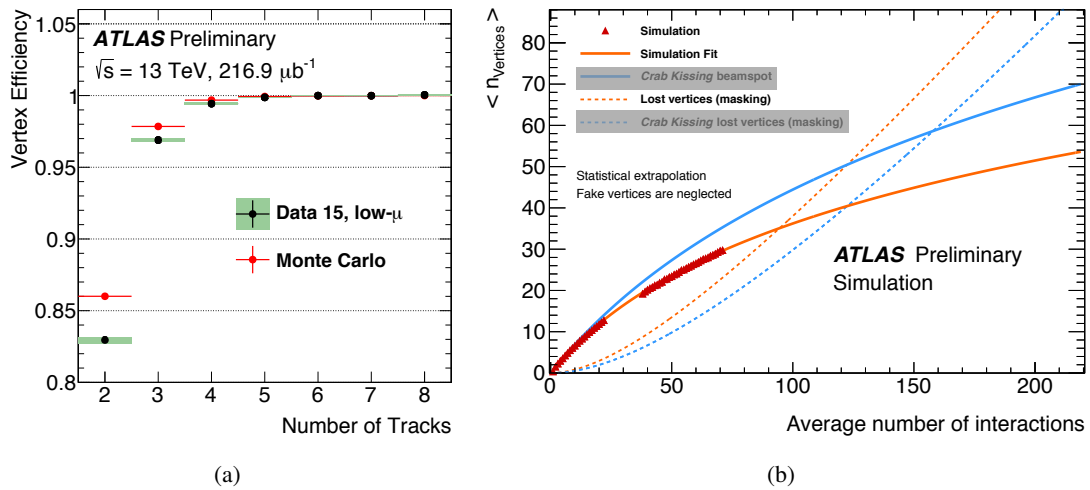 Vertex Efficiency
1.05
1
0.95
0.9
0.85
0.8
ATLAS Preliminary
√s = 13 TeV, 216.9 μb⁻¹
Data 15, low-μ
Monte Carlo
2 3 4 5 6 7 8
Number of Tracks
(a)
< nVertices >
80
70
60
50
40
30
20
10
0
Simulation
Simulation Fit
Crab Kissing beamspot
Lost vertices (masking)
Crab Kissing lost vertices (masking)
Statistical extrapolation
Fake vertices are neglected
ATLAS Preliminary
Simulation
0 50 100 150 200
Average number of interactions
(b)